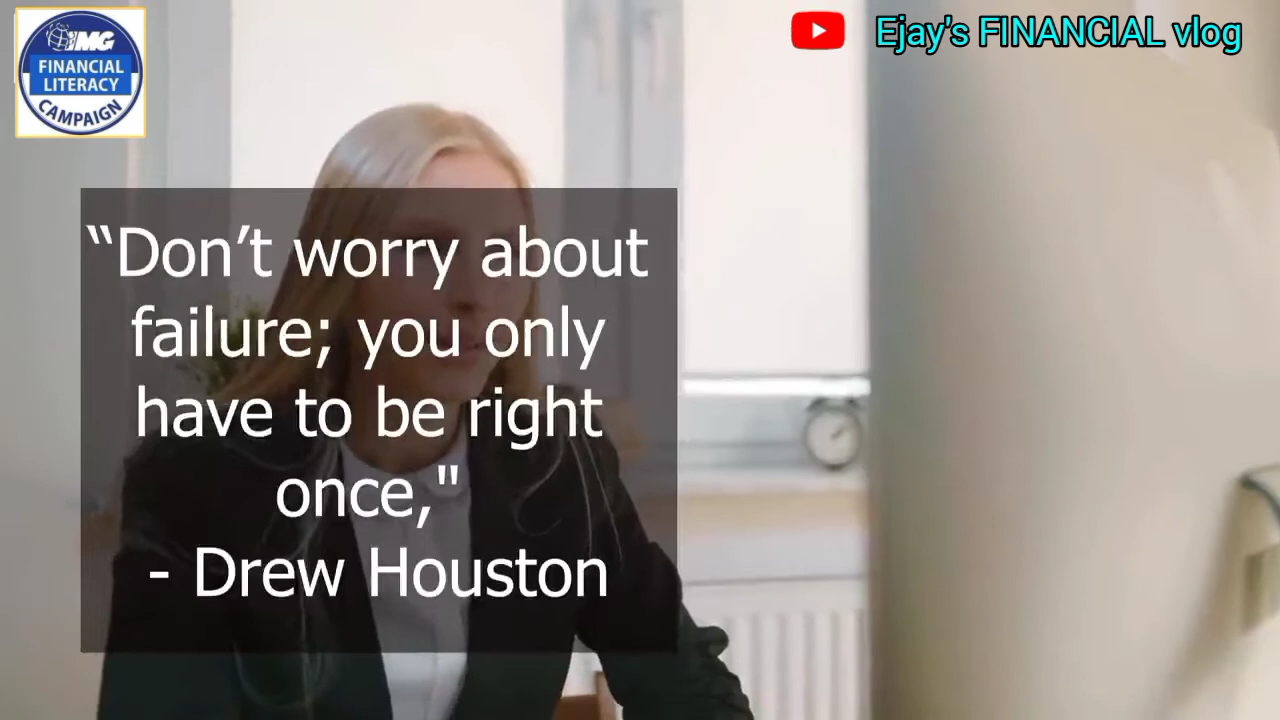 IMG
FINANCIAL
LITERACY
CAMPAIGN
Ejay's FINANCIAL vlog
“Don’t worry about
failure; you only
have to be right
once,"
- Drew Houston